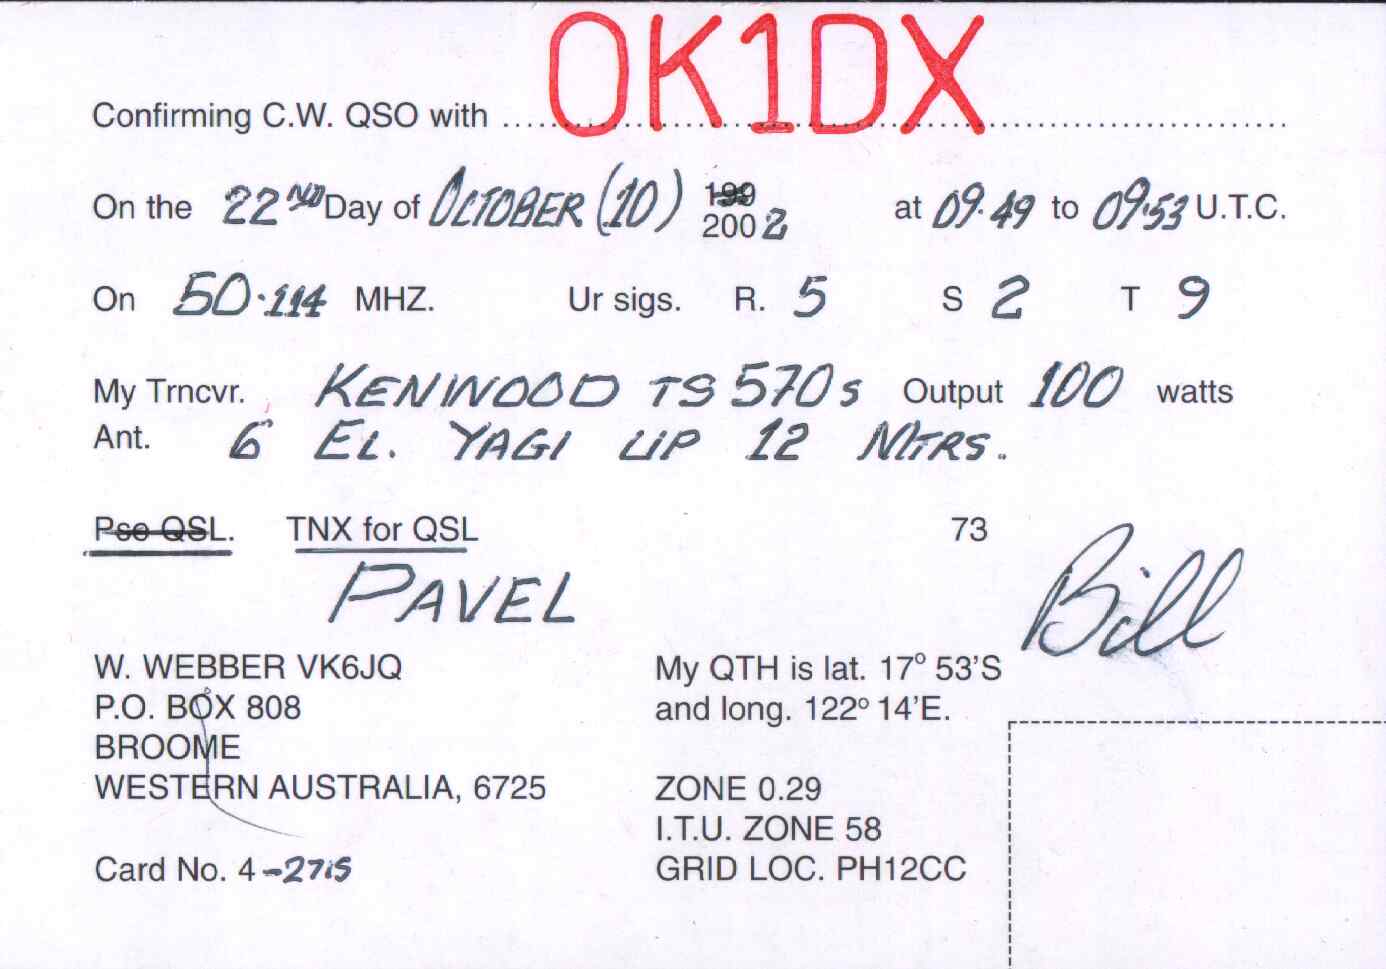 OK1DX
Confirming C.W. QSO with
On the 22ND Day of OCTOBER (10) 199 at 09.49 to 09.53 U.T.C.
2002
On 50.114 MHZ. Ur sigs. R. 5 S 2 T 9
My Trncvr. KENWOOD TS 570S Output 100 watts
Ant. 6 EL. YAGI UP 12 MTRS.
Pse QSL. TNX for QSL 73
PAVEL Bill
W. WEBBER VK6JQ
P.O. BOX 808
BROOME
WESTERN AUSTRALIA, 6725
Card No. 4-2715
My QTH is lat. 17° 53'S
and long. 122° 14'E.
ZONE 0.29
I.T.U. ZONE 58
GRID LOC. PH12CC